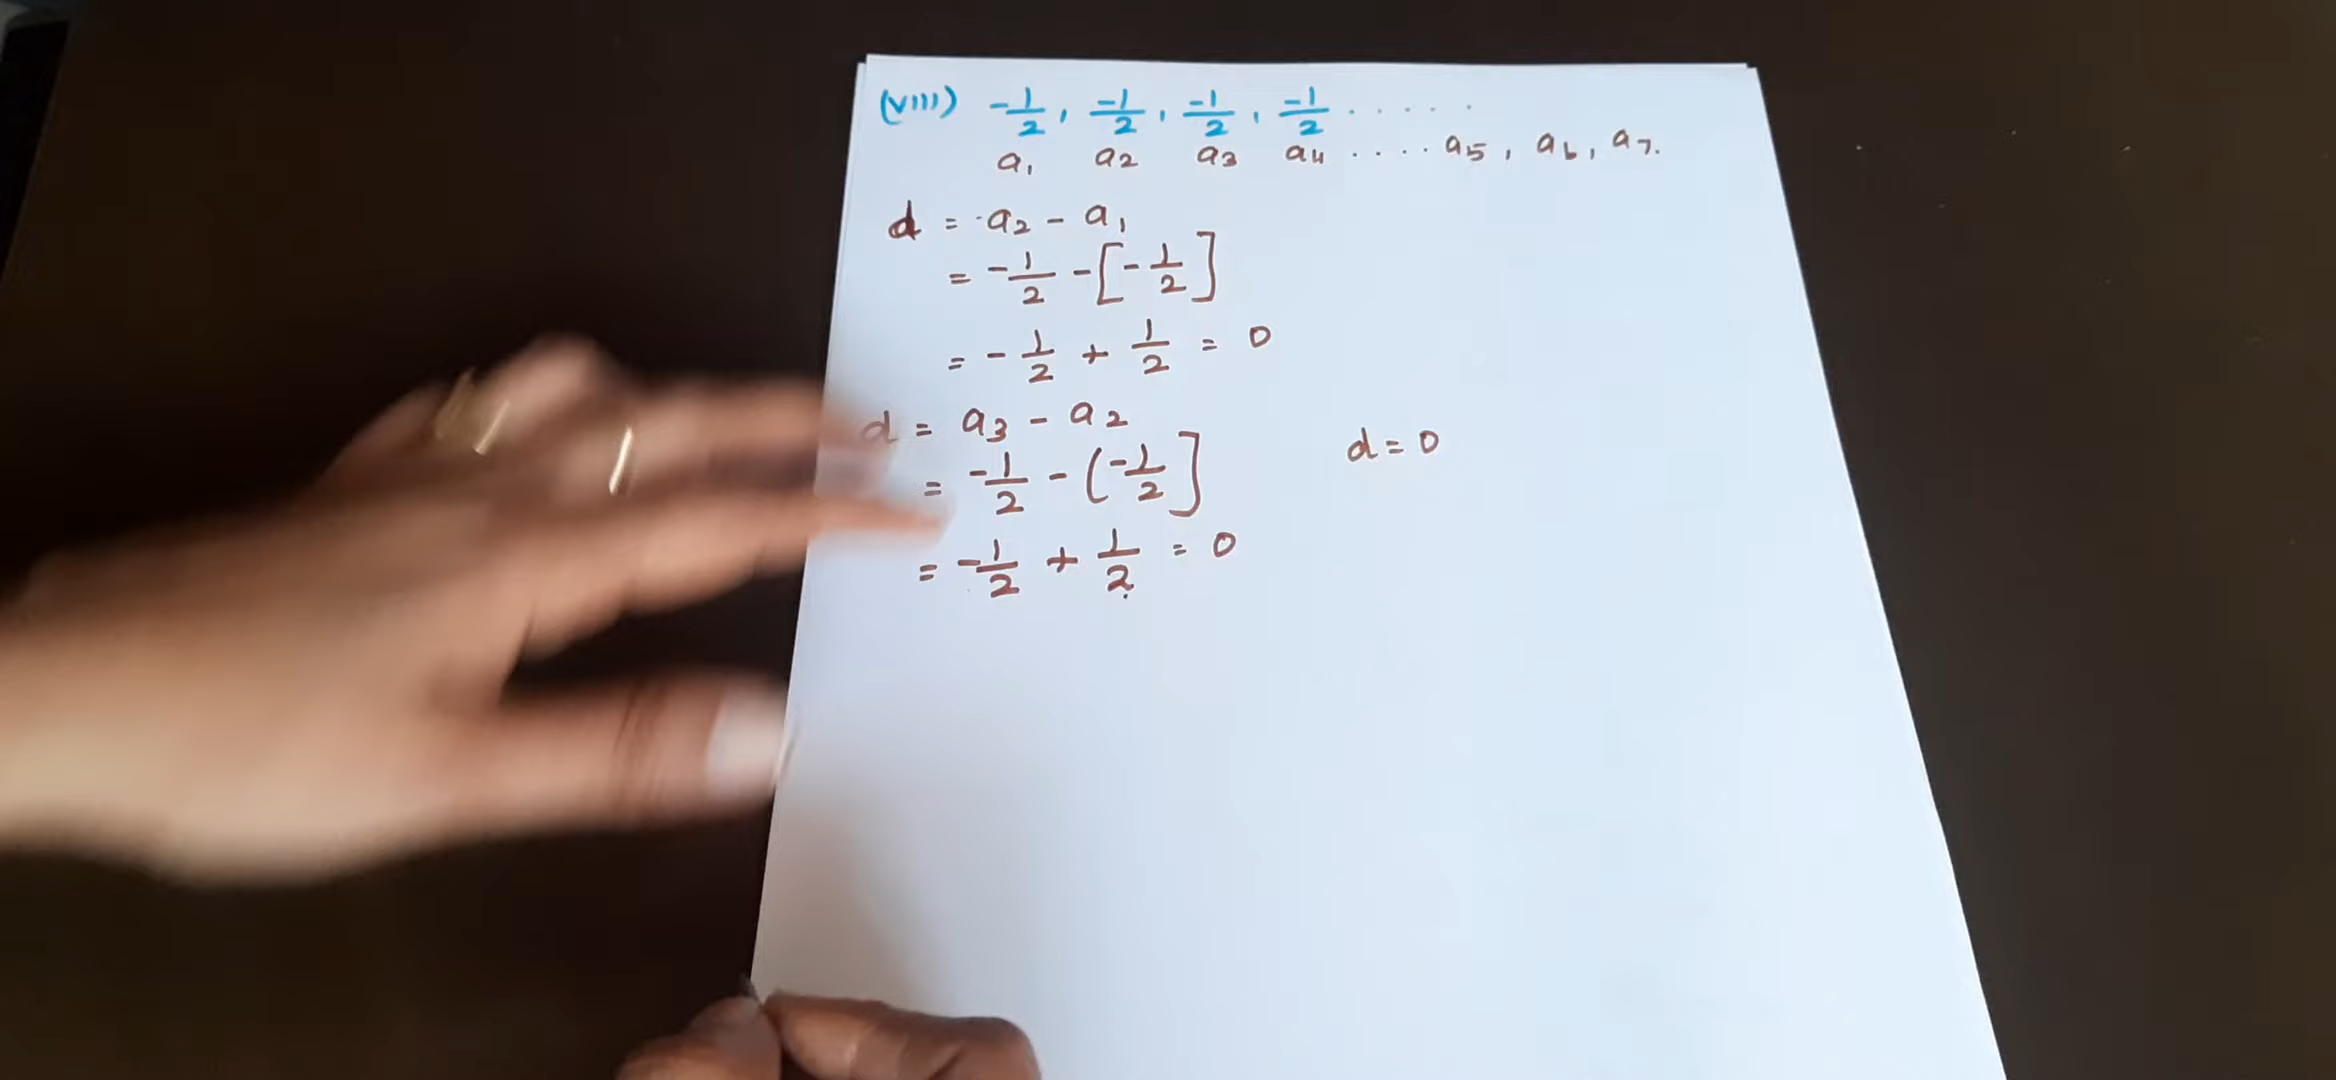 (viii) -1/2, -1/2, -1/2, -1/2 .....
a₁ a₂ a₃ a₄ .... a₅, a₆, a₇.
d = a₂ - a₁
= -1/2 - [-1/2]
= -1/2 + 1/2 = 0
d = a₃ - a₂
= -1/2 - (-1/2]
d = 0
= -1/2 + 1/2 = 0